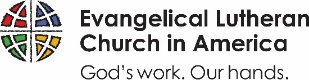 Evangelical Lutheran
Church in America
God's work. Our hands.